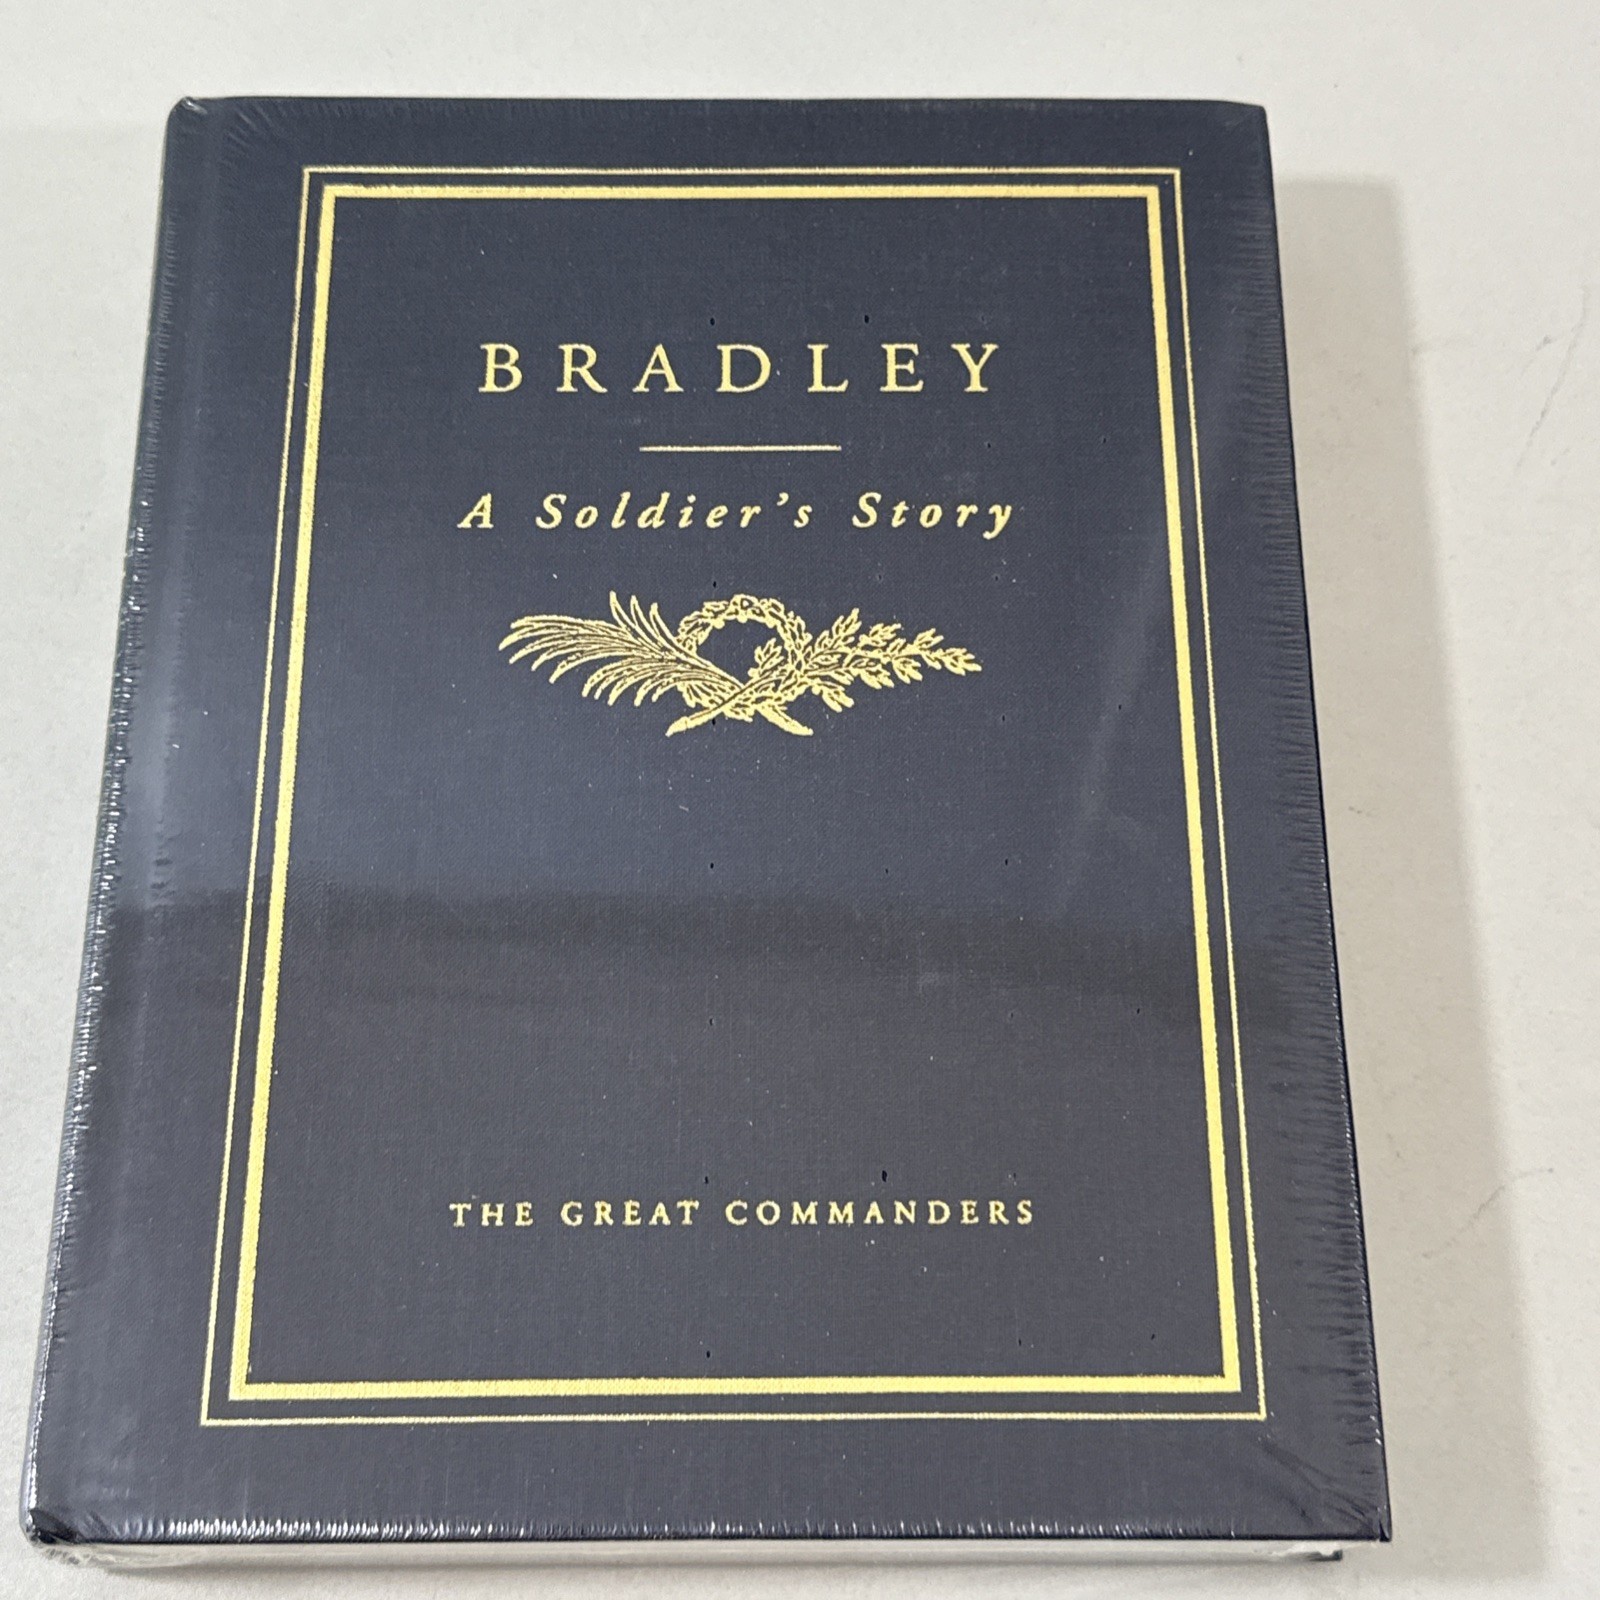 BRADLEY
A Soldier's Story
THE GREAT COMMANDERS